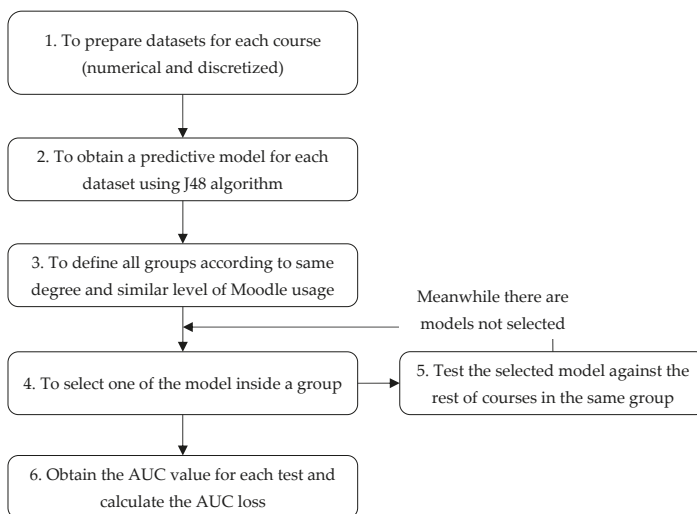 1. To prepare datasets for each course
(numerical and discretized)
2. To obtain a predictive model for each
dataset using J48 algorithm
3. To define all groups according to same
degree and similar level of Moodle usage
Meanwhile there are
models not selected
4. To select one of the model inside a group
5. Test the selected model against the
rest of courses in the same group
6. Obtain the AUC value for each test and
calculate the AUC loss